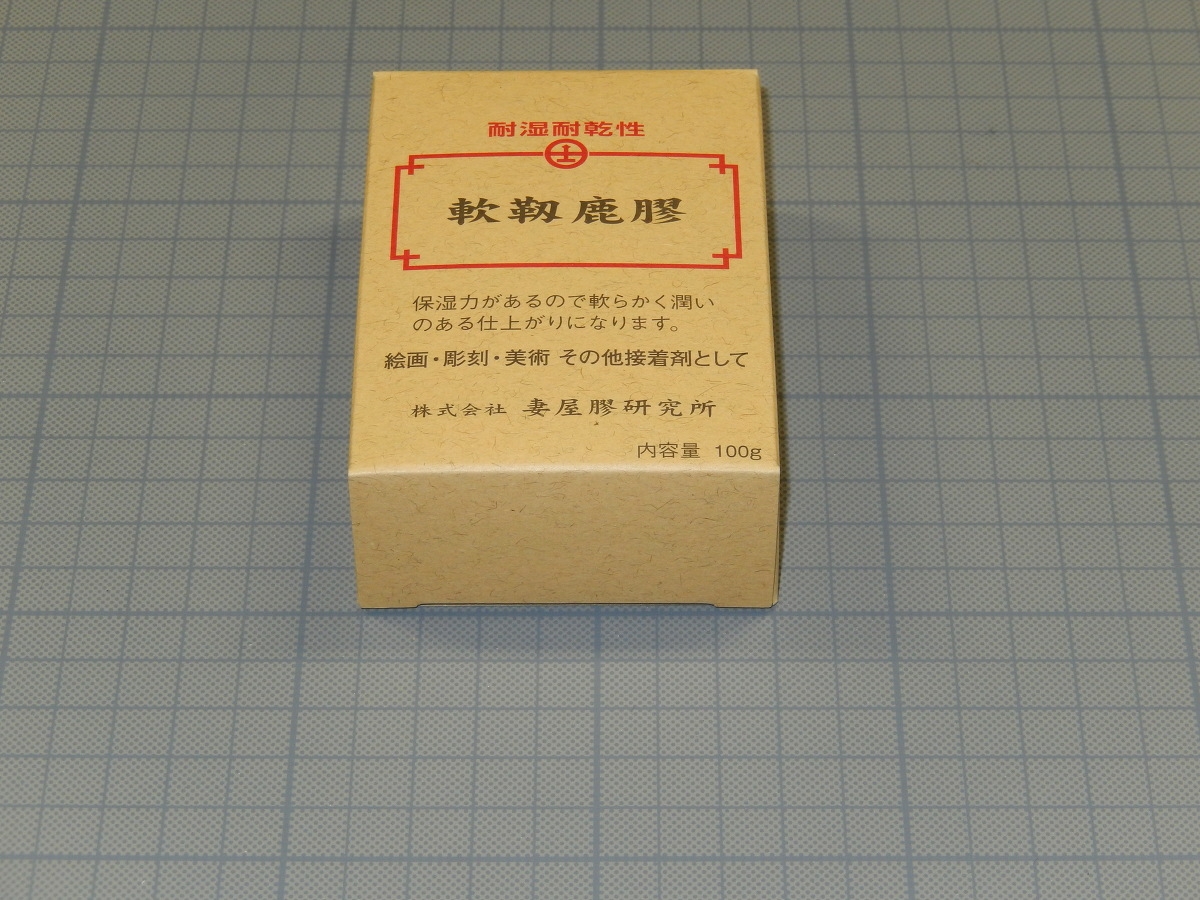 耐湿耐乾性
軟靱鹿膠
保湿力があるので軟らかく潤い
のある仕上がりになります。
絵画・彫刻・美術 その他接着剤として
株式会社 妻屋膠研究所
内容量 100g